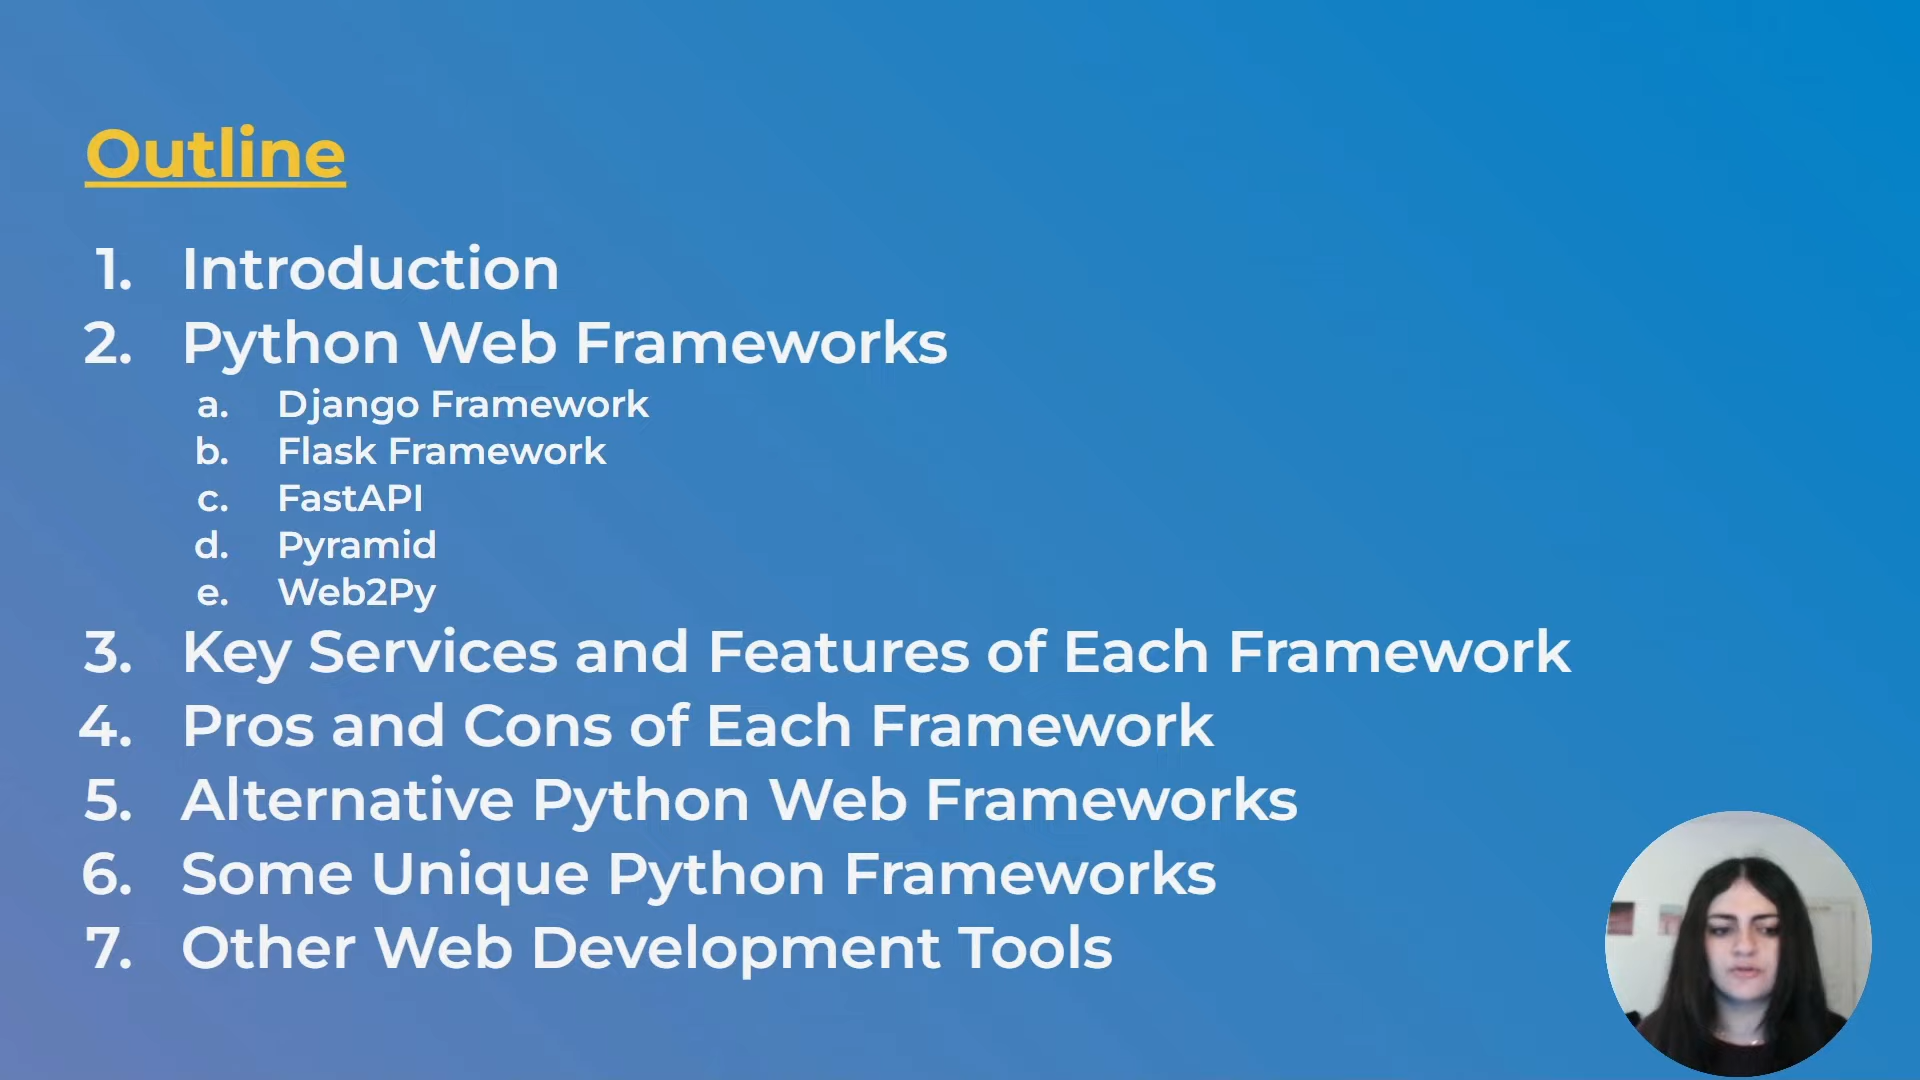 Outline
1. Introduction
2. Python Web Frameworks
a. Django Framework
b. Flask Framework
c. FastAPI
d. Pyramid
e. Web2Py
3. Key Services and Features of Each Framework
4. Pros and Cons of Each Framework
5. Alternative Python Web Frameworks
6. Some Unique Python Frameworks
7. Other Web Development Tools